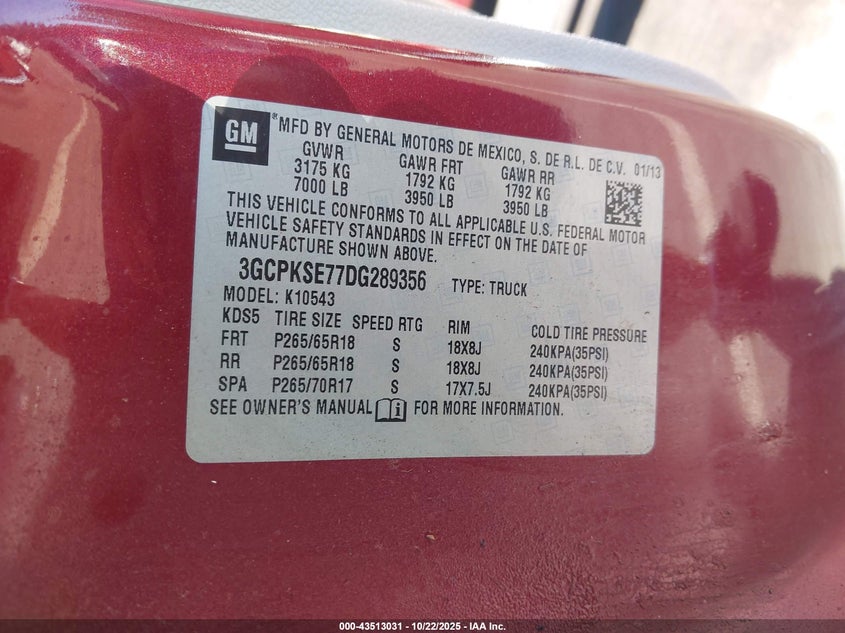 GM
®MFD BY GENERAL MOTORS DE MEXICO, S. DE R.L. DE C.V. 01/13
GVWR GAWR FRT GAWR RR
3175 KG 1792 KG 1792 KG
7000 LB 3950 LB 3950 LB
THIS VEHICLE CONFORMS TO ALL APPLICABLE U.S. FEDERAL MOTOR
VEHICLE SAFETY STANDARDS IN EFFECT ON THE DATE OF
MANUFACTURE SHOWN ABOVE.
3GCPKSE77DG289356 TYPE: TRUCK
MODEL: K10543
KDS5 TIRE SIZE SPEED RTG RIM COLD TIRE PRESSURE
FRT P265/65R18 S 18X8J 240KPA(35PSI)
RR P265/65R18 S 18X8J 240KPA(35PSI)
SPA P265/70R17 S 17X7.5J 240KPA(35PSI)
SEE OWNER'S MANUAL FOR MORE INFORMATION.
000-43513031 - 10/22/2025 - IAA Inc.